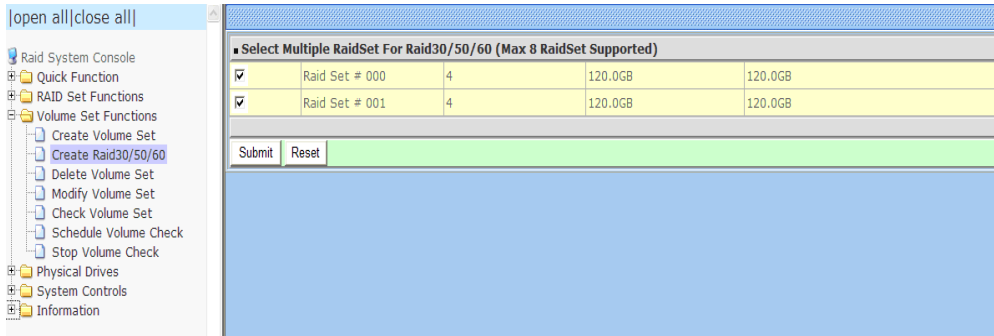 |open all|close all|
Raid System Console
Quick Function
RAID Set Functions
Volume Set Functions
Create Volume Set
Create Raid30/50/60
Delete Volume Set
Modify Volume Set
Check Volume Set
Schedule Volume Check
Stop Volume Check
Physical Drives
System Controls
Information
Select Multiple RaidSet For Raid30/50/60 (Max 8 RaidSet Supported)
Raid Set # 000 4 120.0GB 120.0GB
Raid Set # 001 4 120.0GB 120.0GB
Submit Reset